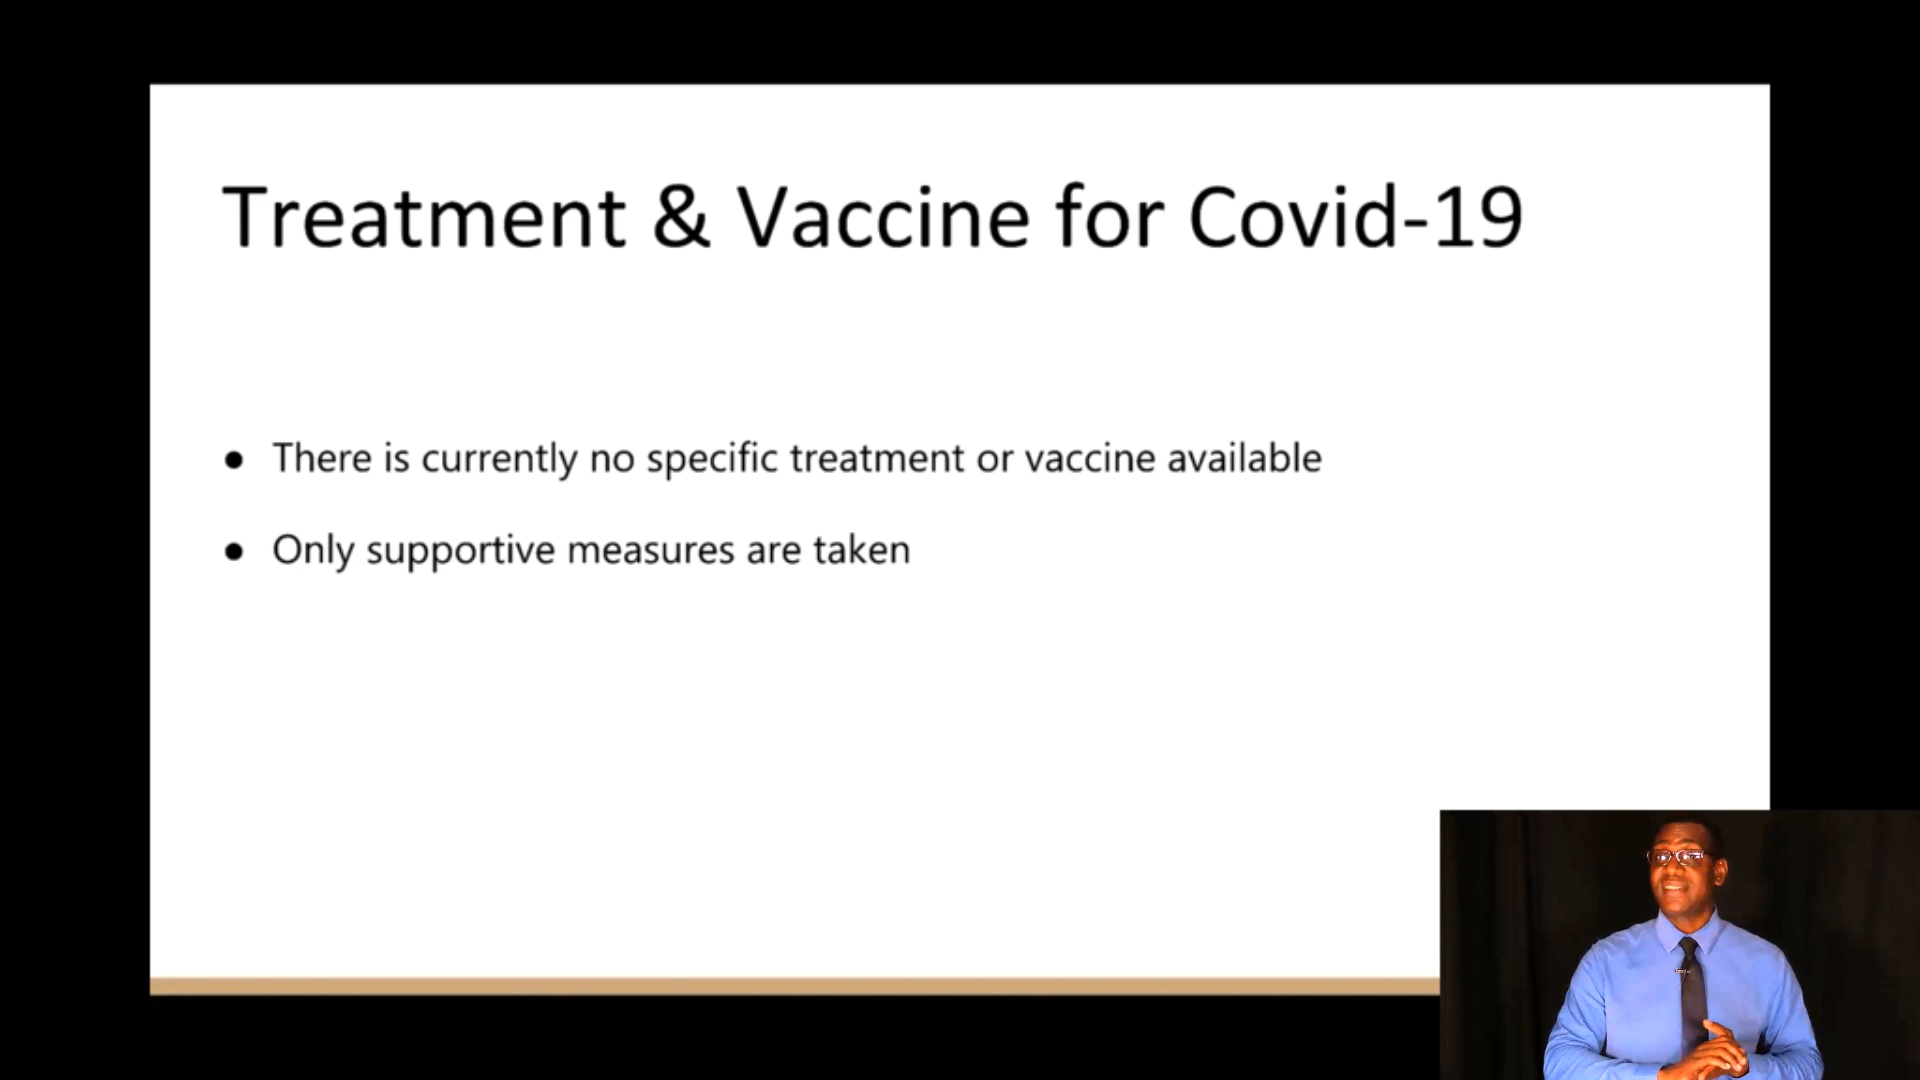 Treatment & Vaccine for Covid-19
● There is currently no specific treatment or vaccine available
● Only supportive measures are taken